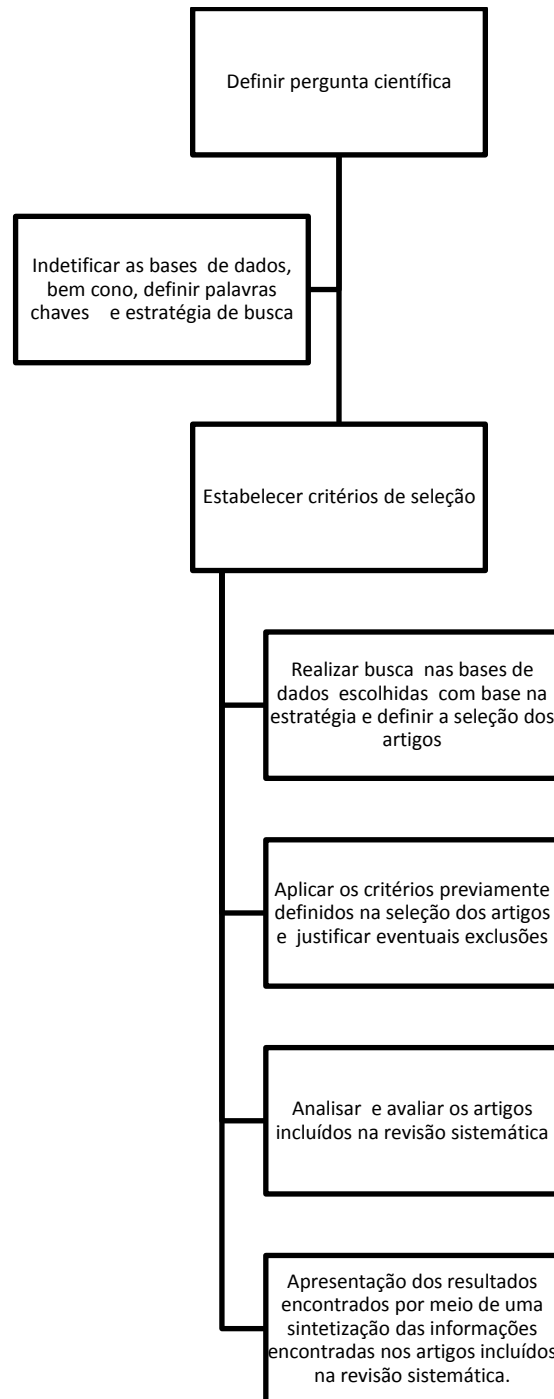 Definir pergunta científica
Indetificar as bases de dados,
bem cono, definir palavras
chaves e estratégia de busca
Estabelecer critérios de seleção
Realizar busca nas bases de
dados escolhidas com base na
estratégia e definir a seleção dos
artigos
Aplicar os critérios previamente
definidos na seleção dos artigos
e justificar eventuais exclusões
Analisar e avaliar os artigos
incluídos na revisão sistemática
Apresentação dos resultados
encontrados por meio de uma
sintetização das informações
encontradas nos artigos incluídos
na revisão sistemática.